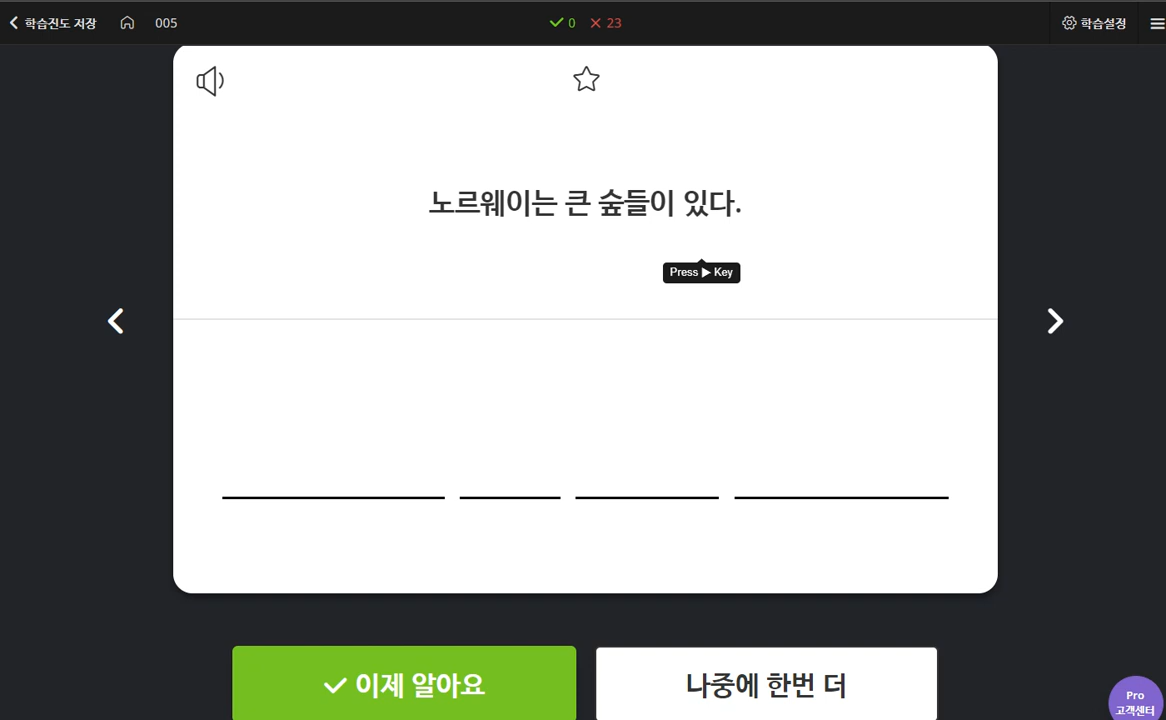 학습진도 저장 005 0 23 학습설정
노르웨이는 큰 숲들이 있다.
Press ▶ Key
이제 알아요 나중에 한번 더
Pro
고객센터